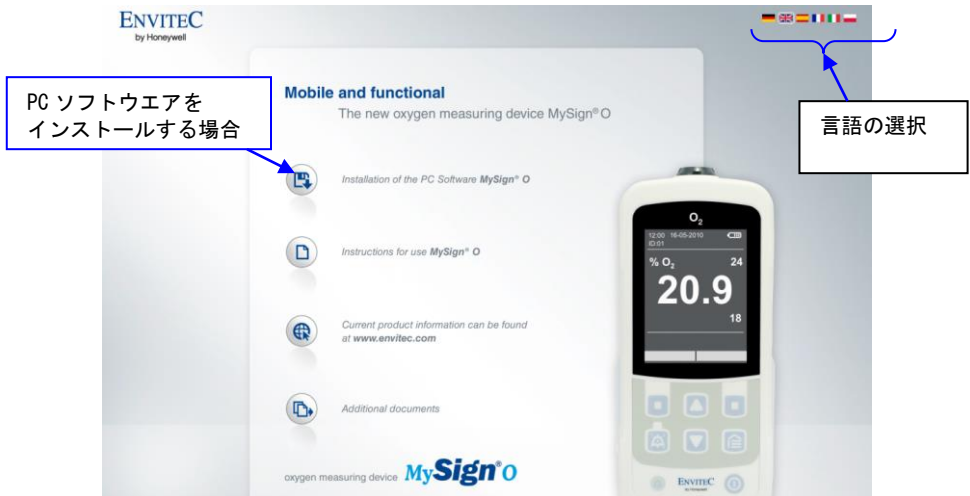 ENVITEC
by Honeywell
PC ソフトウエアを
インストールする場合
言語の選択
Mobile and functional
The new oxygen measuring device MySign® O
Installation of the PC Software MySign® O
Instructions for use MySign® O
Current product information can be found
at www.envitec.com
Additional documents
oxygen measuring device MySign® O
O₂
12:00 16-05-2010
ID:01
% O₂ 24
20.9
18
ENVITEC
by Honeywell